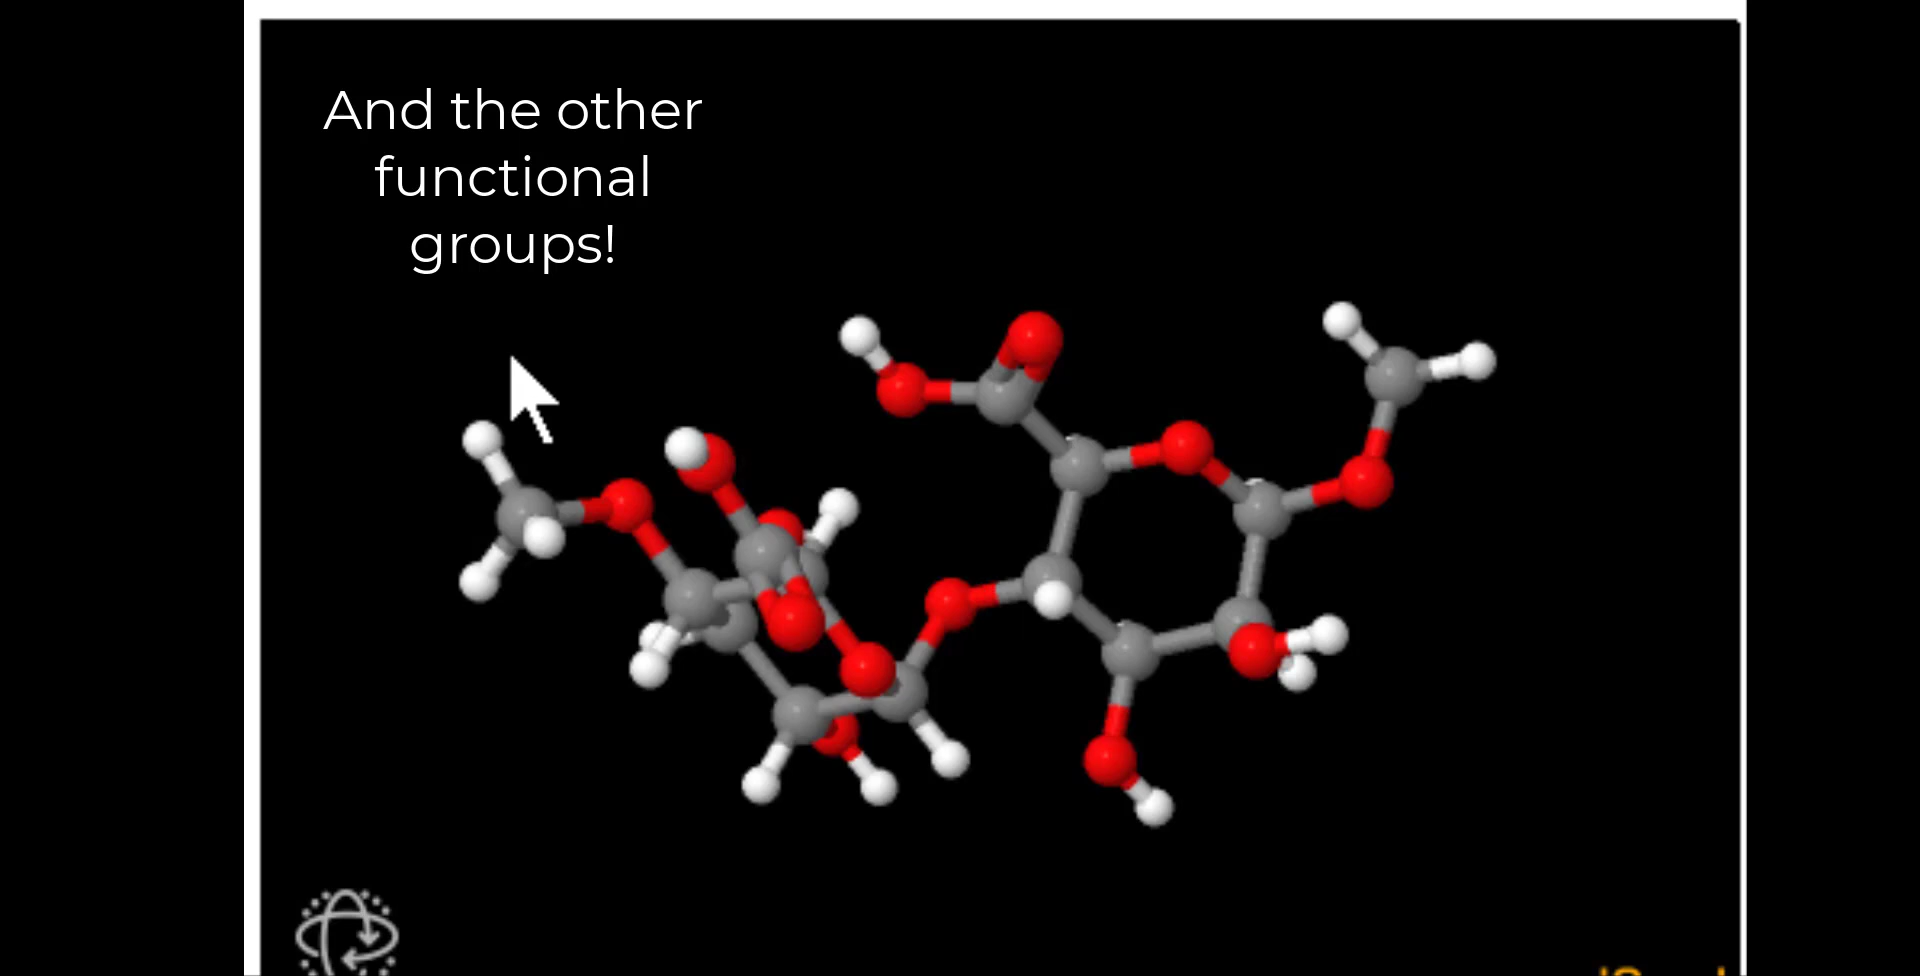 And the other
functional
groups!